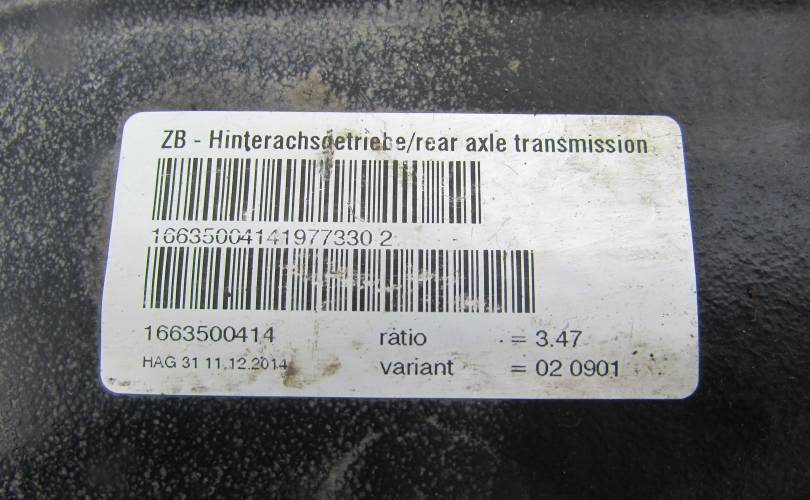 ZB - Hinterachsgetriebe/rear axle transmission
16635004141977330 2
1663500414 ratio = 3.47
HAG 31 11.12.2014 variant = 02 0901